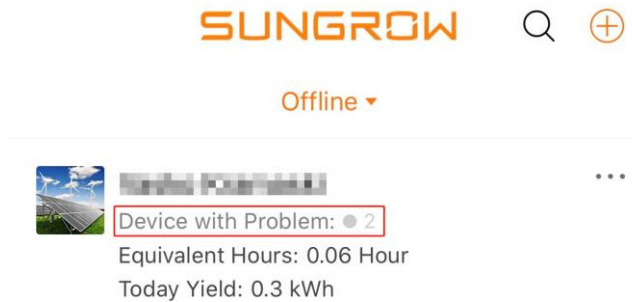 SUNGROW
Offline
Device with Problem: 2
Equivalent Hours: 0.06 Hour
Today Yield: 0.3 kWh